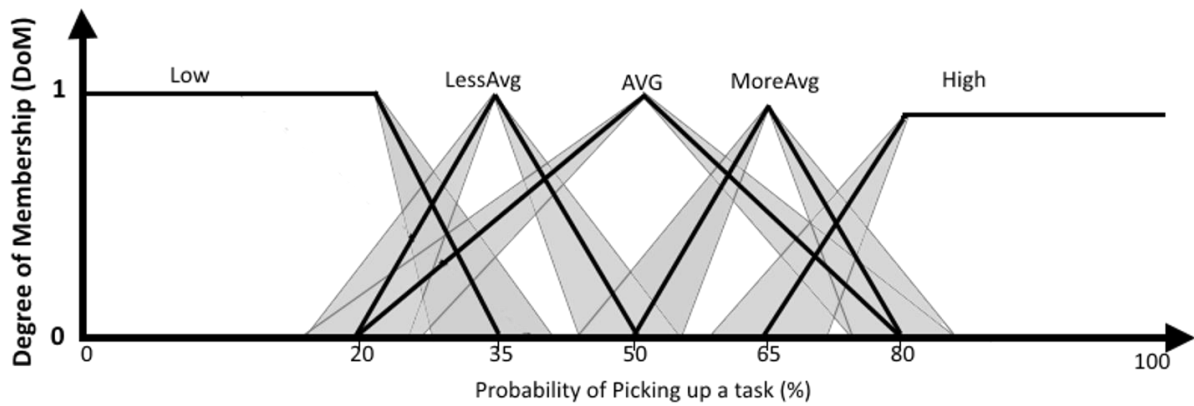 Degree of Membership (DoM)
1
Low
LessAvg
AVG
MoreAvg
High
0
0
20
35
50
65
80
100
Probability of Picking up a task (%)